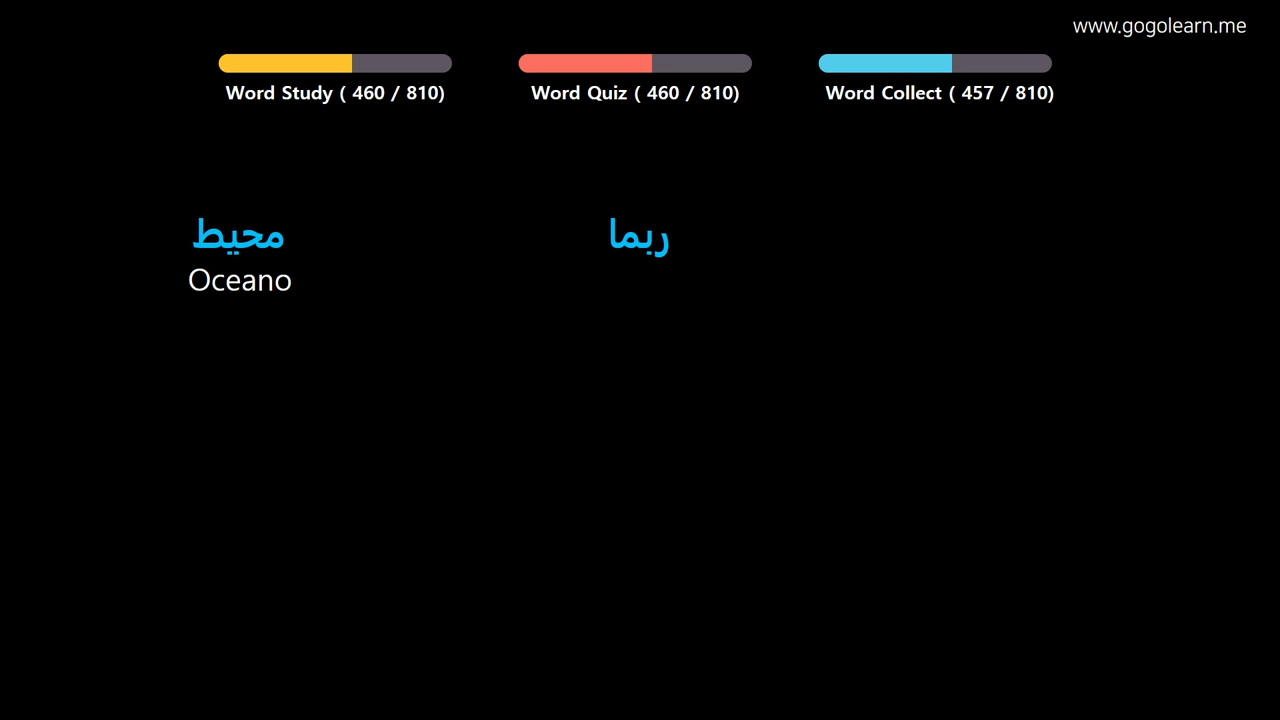 www.gogolearn.me
Word Study ( 460 / 810)
Word Quiz ( 460 / 810)
Word Collect ( 457 / 810)
محيط
Oceano
ربما